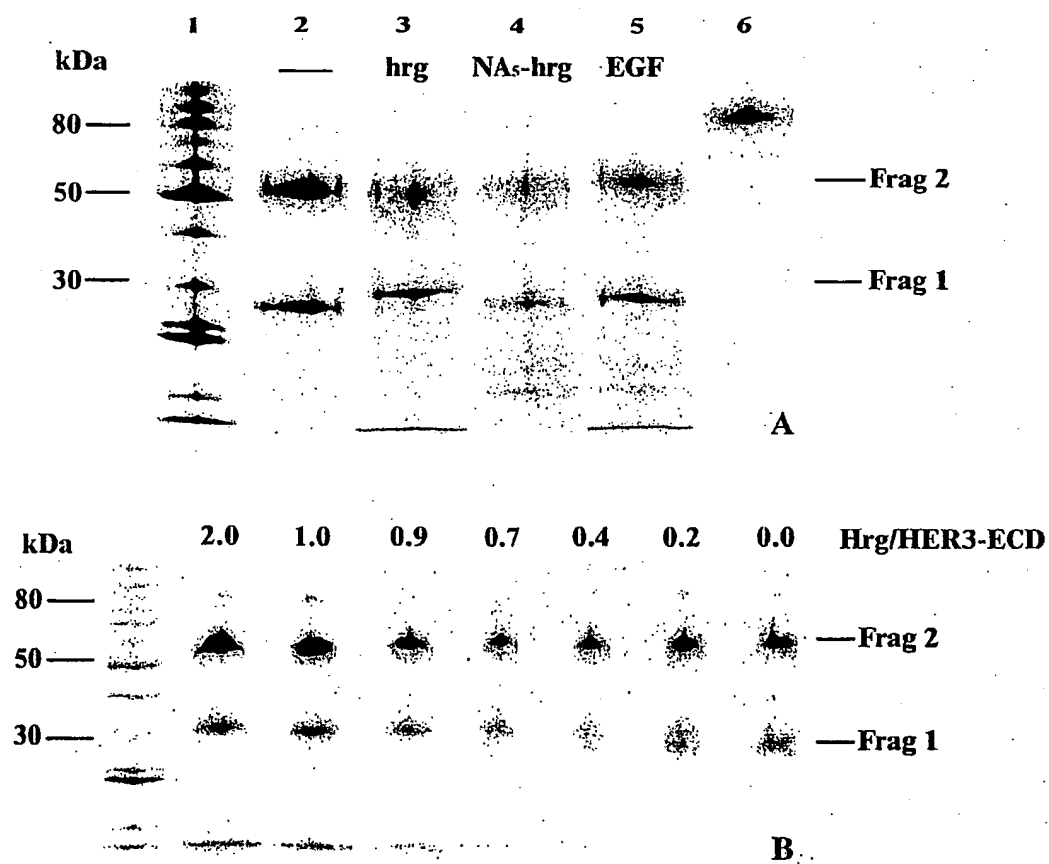 1 2 3 4 5 6
kDa — hrg NA₅-hrg EGF
80
50 Frag 2
30 Frag 1
A
kDa 2.0 1.0 0.9 0.7 0.4 0.2 0.0 Hrg/HER3-ECD
80
50 Frag 2
30 Frag 1
B